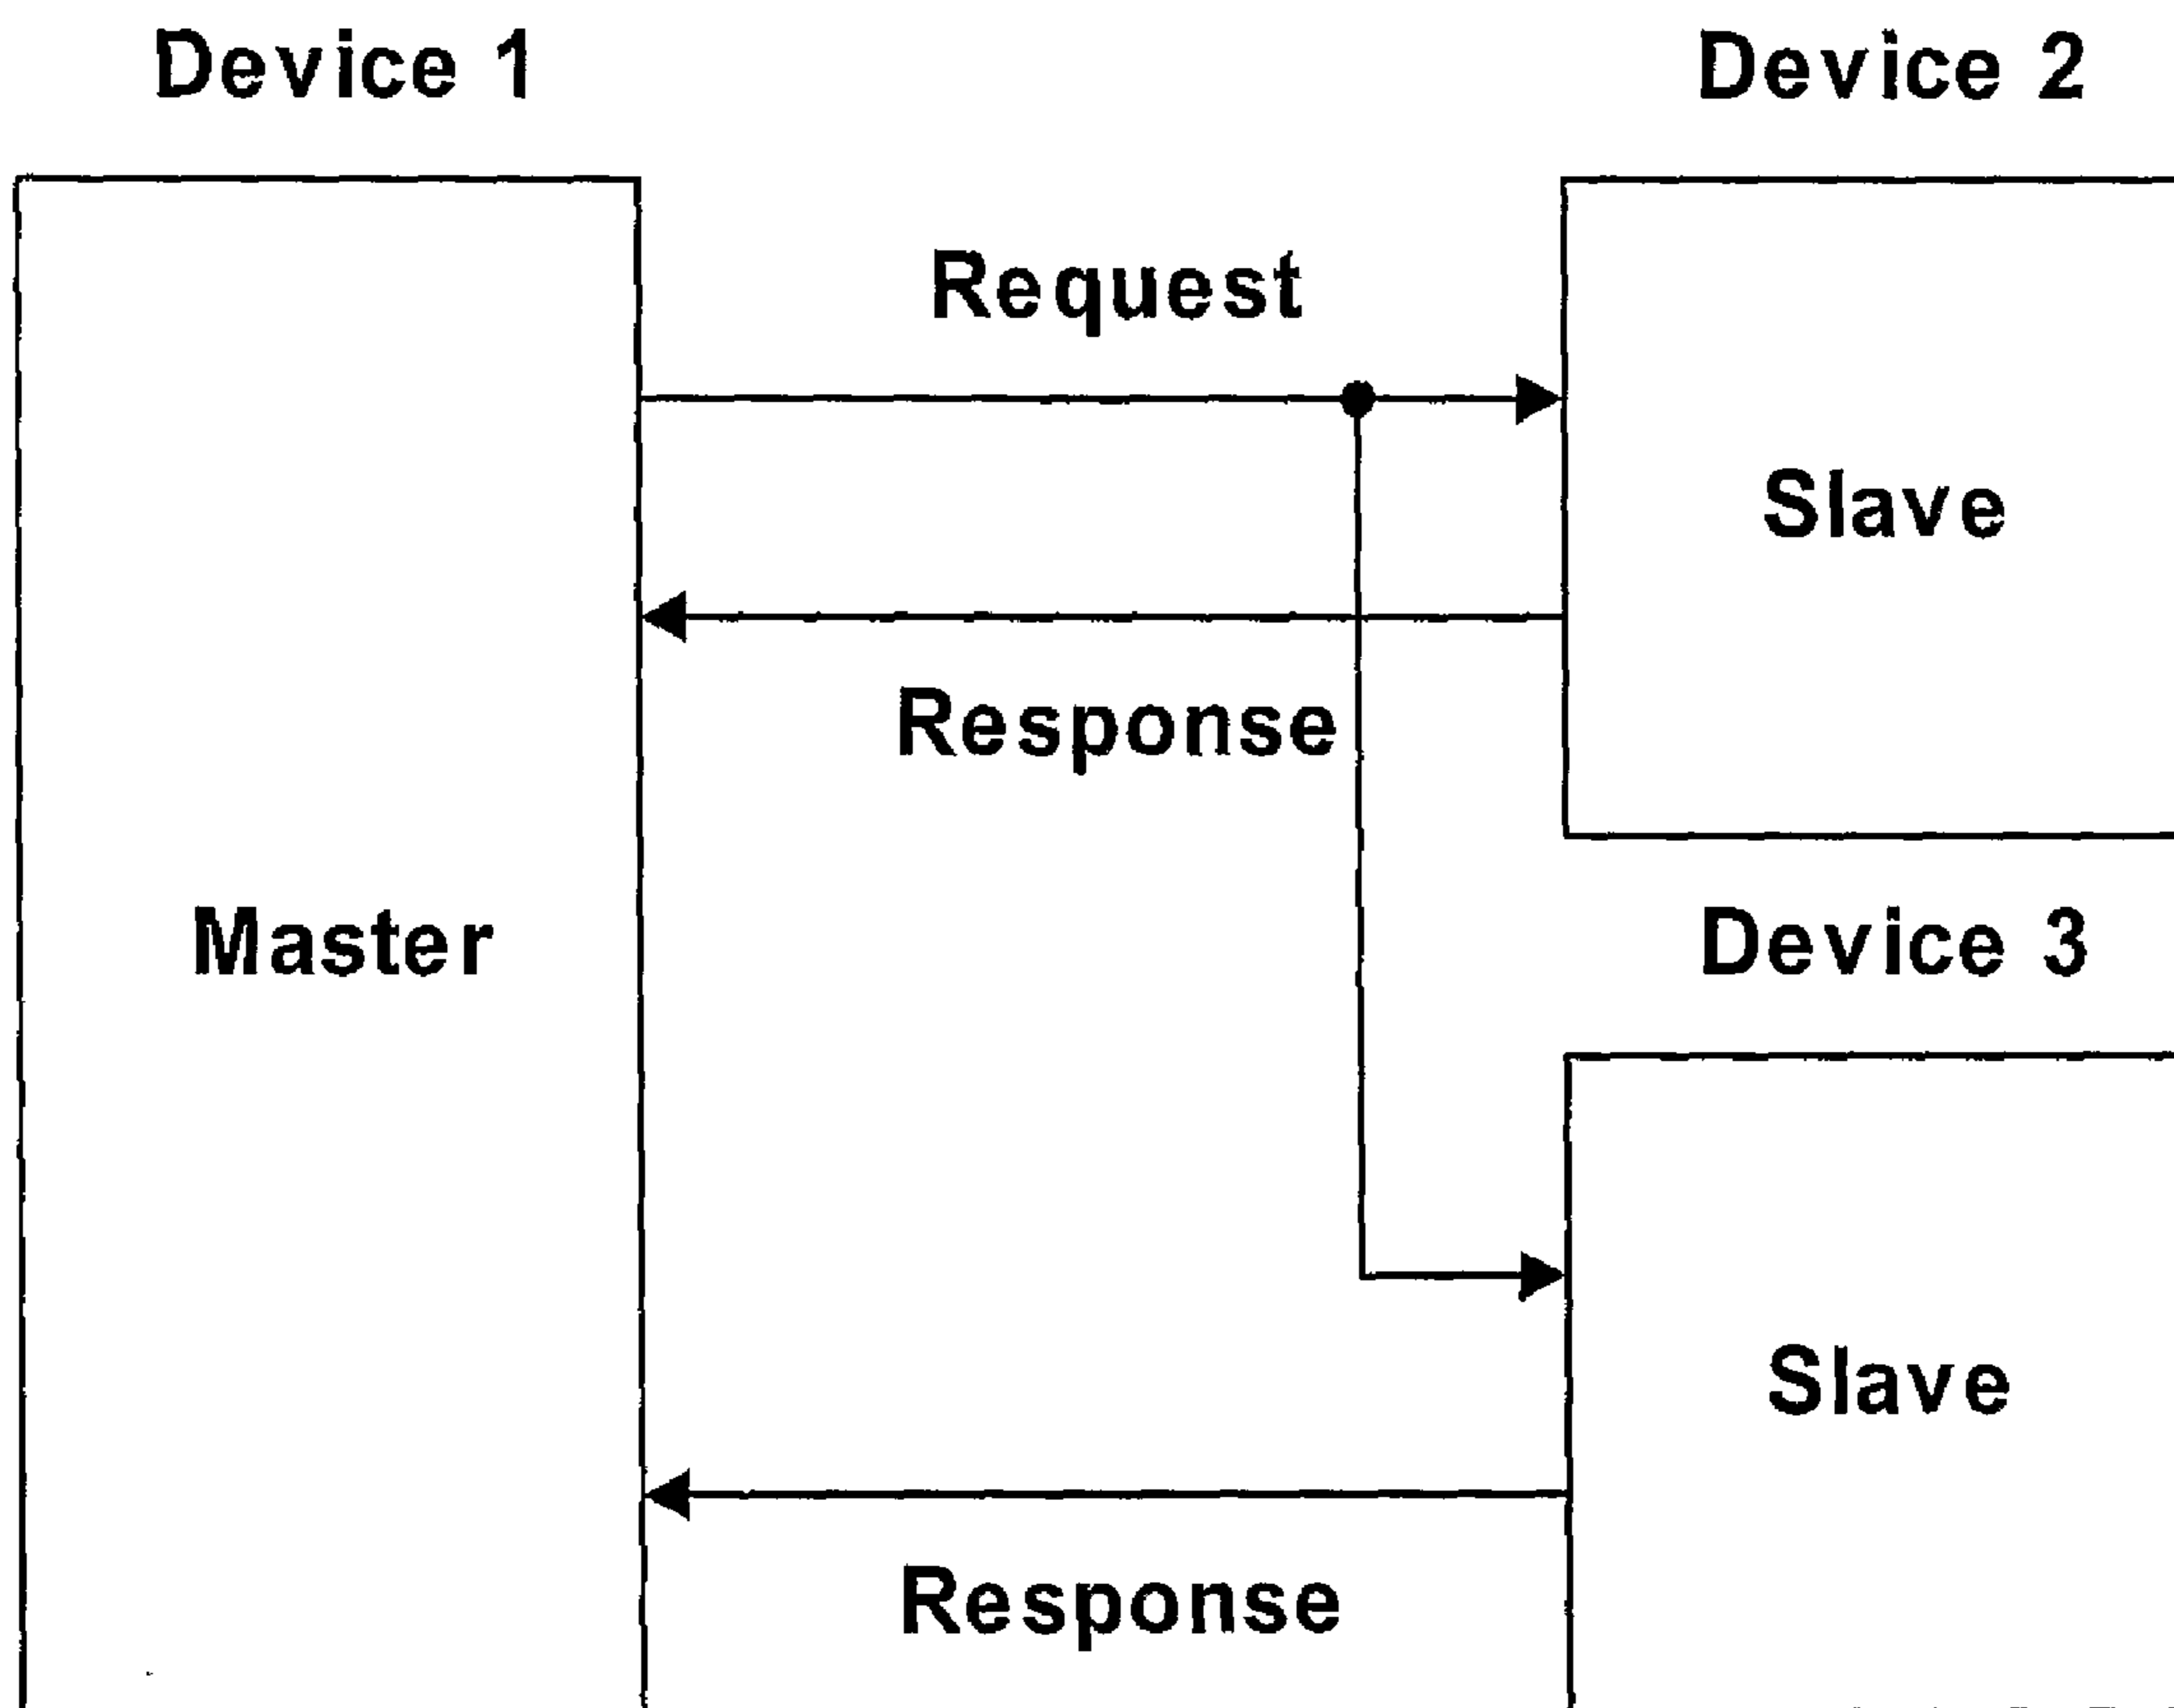 Device 1
Device 2
Request
Slave
Response
Master
Device 3
Slave
Response